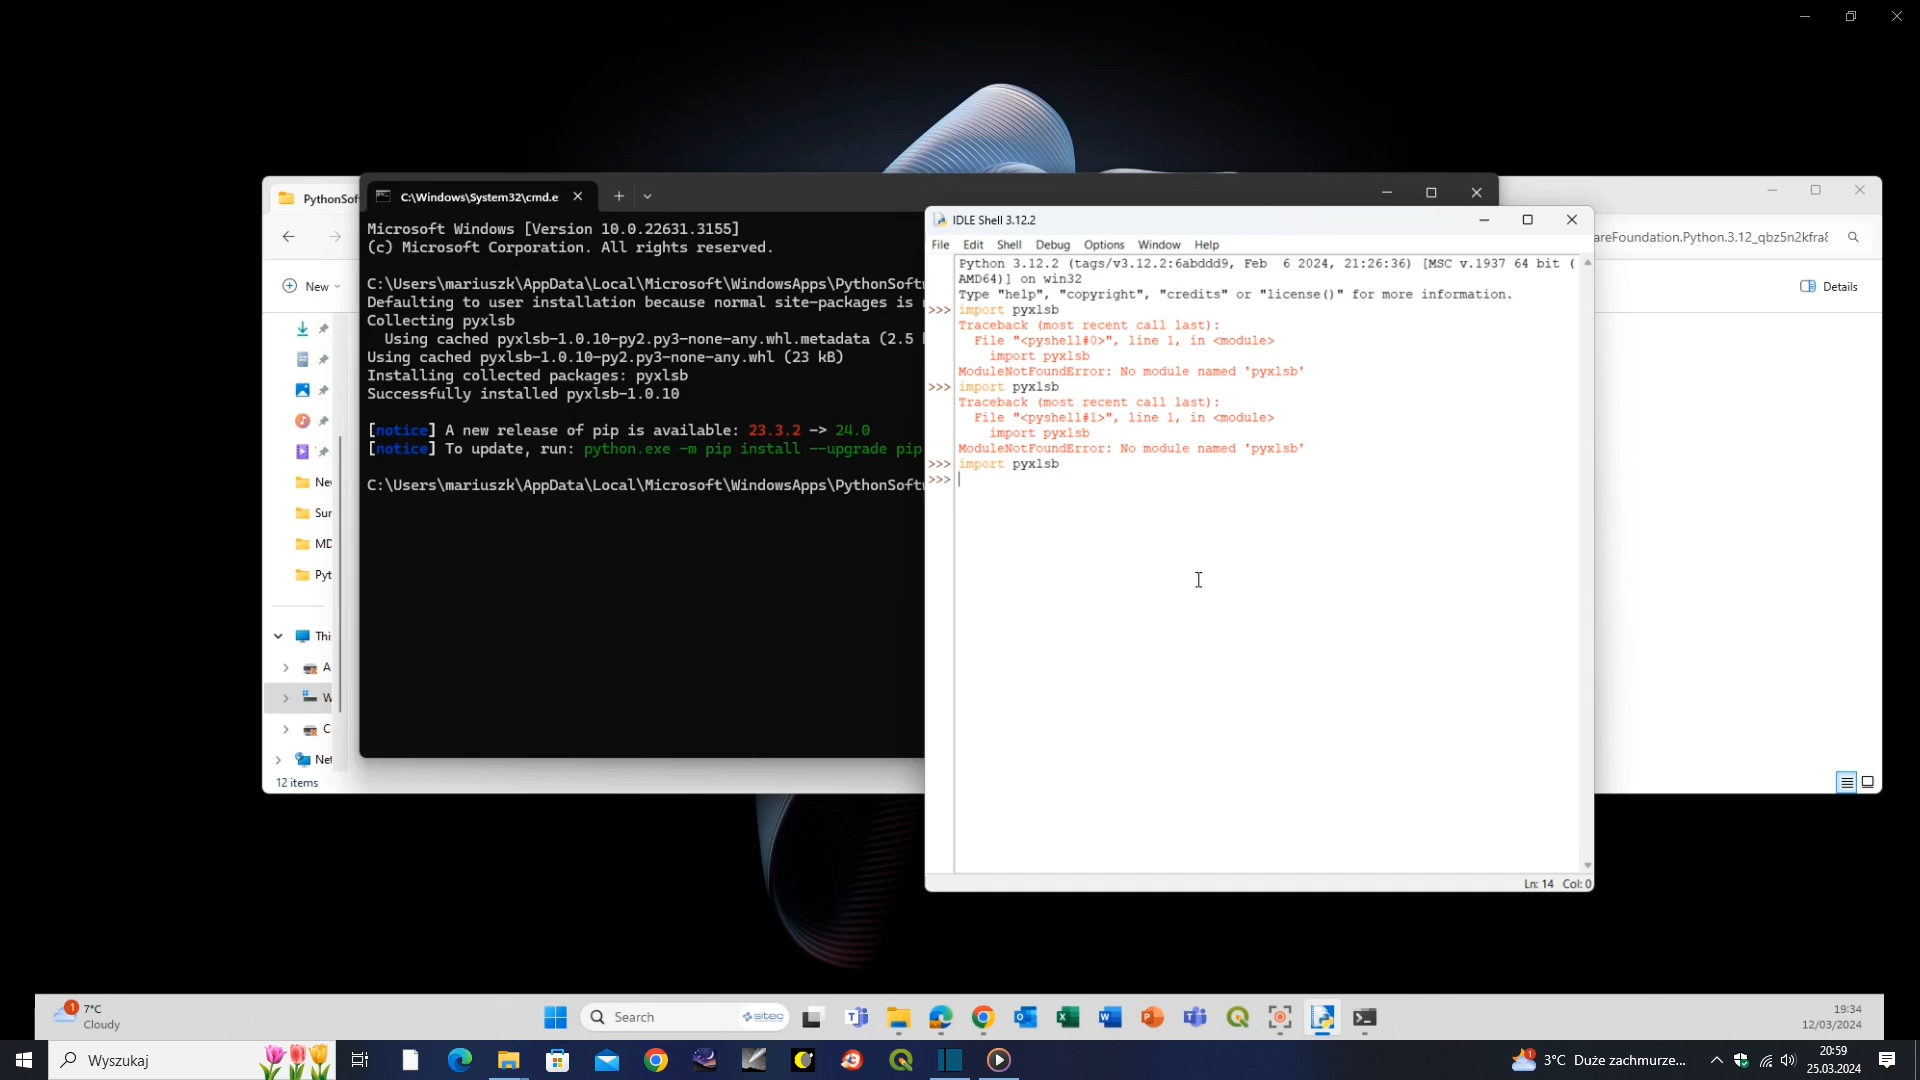 PythonSof
C:\Windows\System32\cmd.e
New
Nev
Sur
MD
Pyt
Thi
A
W
C
Net
12 items
Microsoft Windows [Version 10.0.22631.3155]
(c) Microsoft Corporation. All rights reserved.
C:\Users\mariuszk\AppData\Local\Microsoft\WindowsApps\PythonSoft
Defaulting to user installation because normal site-packages is
Collecting pyxlsb
Using cached pyxlsb-1.0.10-py2.py3-none-any.whl.metadata (2.5
Using cached pyxlsb-1.0.10-py2.py3-none-any.whl (23 kB)
Installing collected packages: pyxlsb
Successfully installed pyxlsb-1.0.10
[notice] A new release of pip is available: 23.3.2 -> 24.0
[notice] To update, run: python.exe -m pip install --upgrade pip
C:\Users\mariuszk\AppData\Local\Microsoft\WindowsApps\PythonSoft
IDLE Shell 3.12.2
File Edit Shell Debug Options Window Help
Python 3.12.2 (tags/v3.12.2:6abddd9, Feb 6 2024, 21:26:36) [MSC v.1937 64 bit (
AMD64)] on win32
Type "help", "copyright", "credits" or "license()" for more information.
>>> import pyxlsb
Traceback (most recent call last):
File "<pyshell#0>", line 1, in <module>
import pyxlsb
ModuleNotFoundError: No module named 'pyxlsb'
>>> import pyxlsb
Traceback (most recent call last):
File "<pyshell#1>", line 1, in <module>
import pyxlsb
ModuleNotFoundError: No module named 'pyxlsb'
>>> import pyxlsb
>>>
Ln: 14 Col: 0
areFoundation.Python.3.12_qbz5n2kfra8
Details
1
7°C
Cloudy
Search
sitec
19:34
12/03/2024
Wyszukaj
1
3°C Duże zachmurze...
20:59
25.03.2024